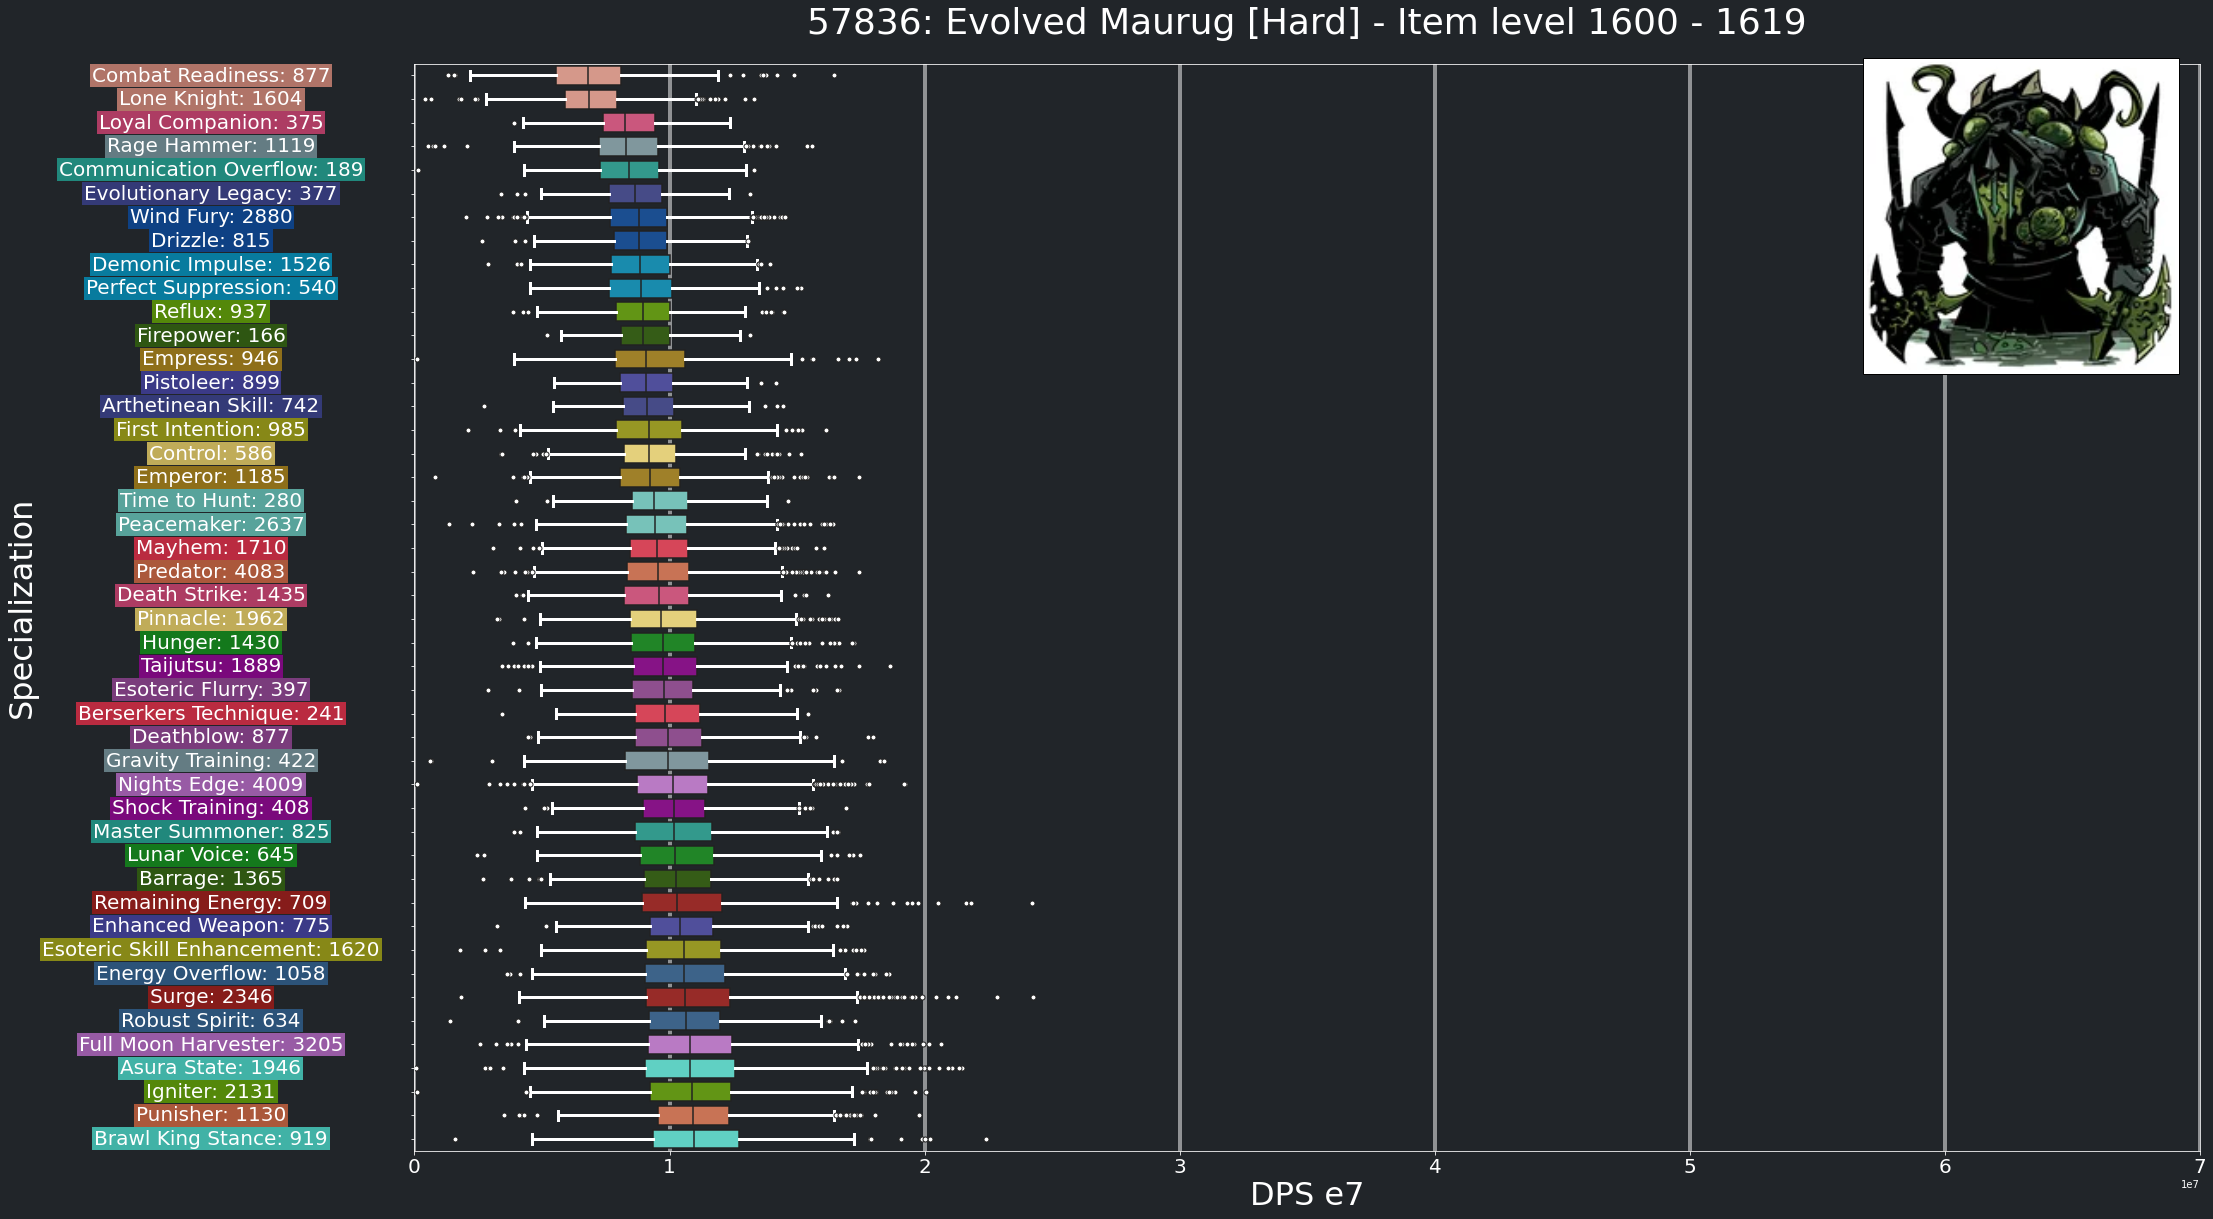 57836: Evolved Maurug [Hard] - Item level 1600 - 1619
Specialization
Combat Readiness: 877
Lone Knight: 1604
Loyal Companion: 375
Rage Hammer: 1119
Communication Overflow: 189
Evolutionary Legacy: 377
Wind Fury: 2880
Drizzle: 815
Demonic Impulse: 1526
Perfect Suppression: 540
Reflux: 937
Firepower: 166
Empress: 946
Pistoleer: 899
Arthetinean Skill: 742
First Intention: 985
Control: 586
Emperor: 1185
Time to Hunt: 280
Peacemaker: 2637
Mayhem: 1710
Predator: 4083
Death Strike: 1435
Pinnacle: 1962
Hunger: 1430
Taijutsu: 1889
Esoteric Flurry: 397
Berserkers Technique: 241
Deathblow: 877
Gravity Training: 422
Nights Edge: 4009
Shock Training: 408
Master Summoner: 825
Lunar Voice: 645
Barrage: 1365
Remaining Energy: 709
Enhanced Weapon: 775
Esoteric Skill Enhancement: 1620
Energy Overflow: 1058
Surge: 2346
Robust Spirit: 634
Full Moon Harvester: 3205
Asura State: 1946
Igniter: 2131
Punisher: 1130
Brawl King Stance: 919
0 1 2 3 4 5 6 7
1e7
DPS e7